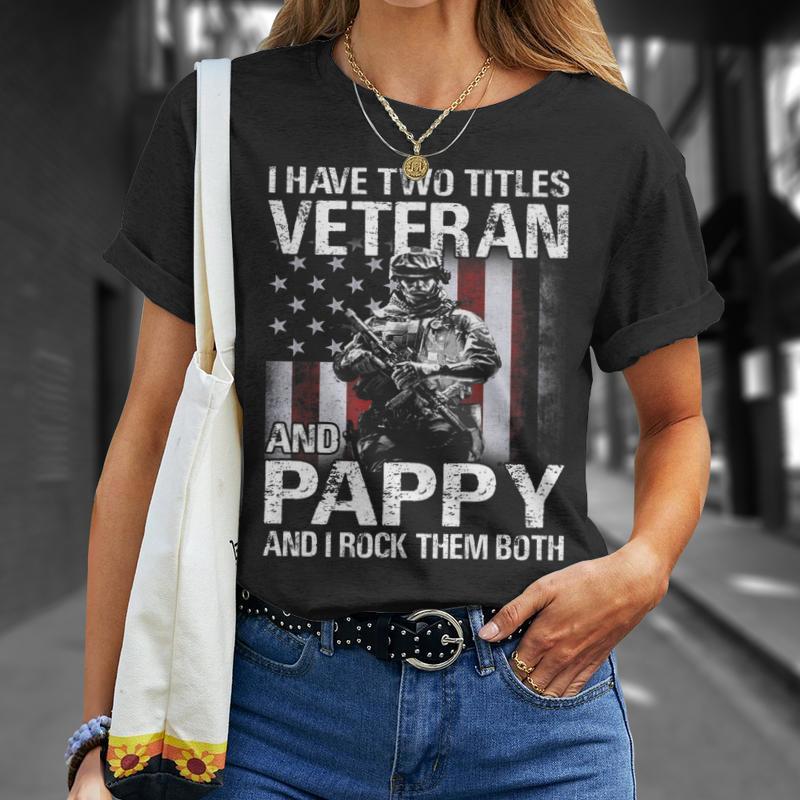 I HAVE TWO TITLES
VETERAN
AND
PAPPY
AND I ROCK THEM BOTH